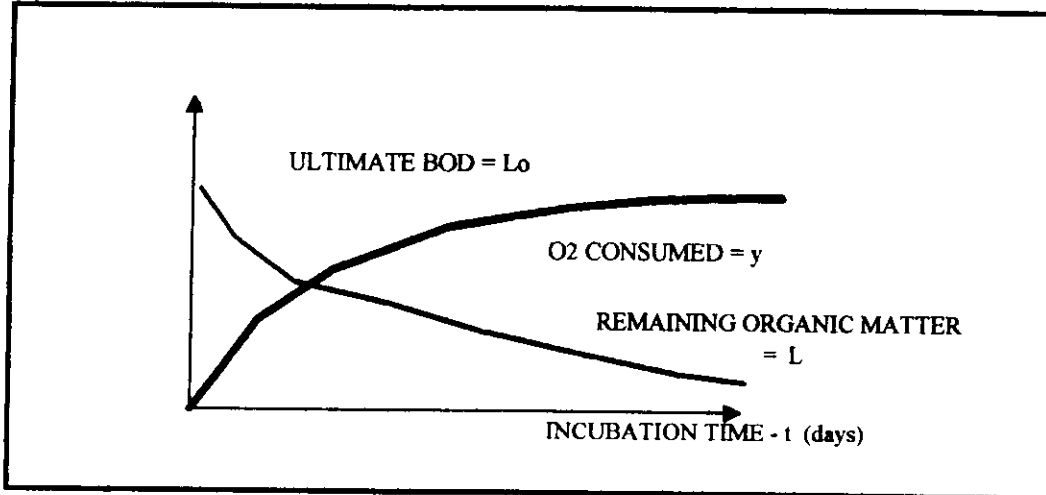 ULTIMATE BOD = Lo
O2 CONSUMED = y
REMAINING ORGANIC MATTER
= L
INCUBATION TIME - t (days)